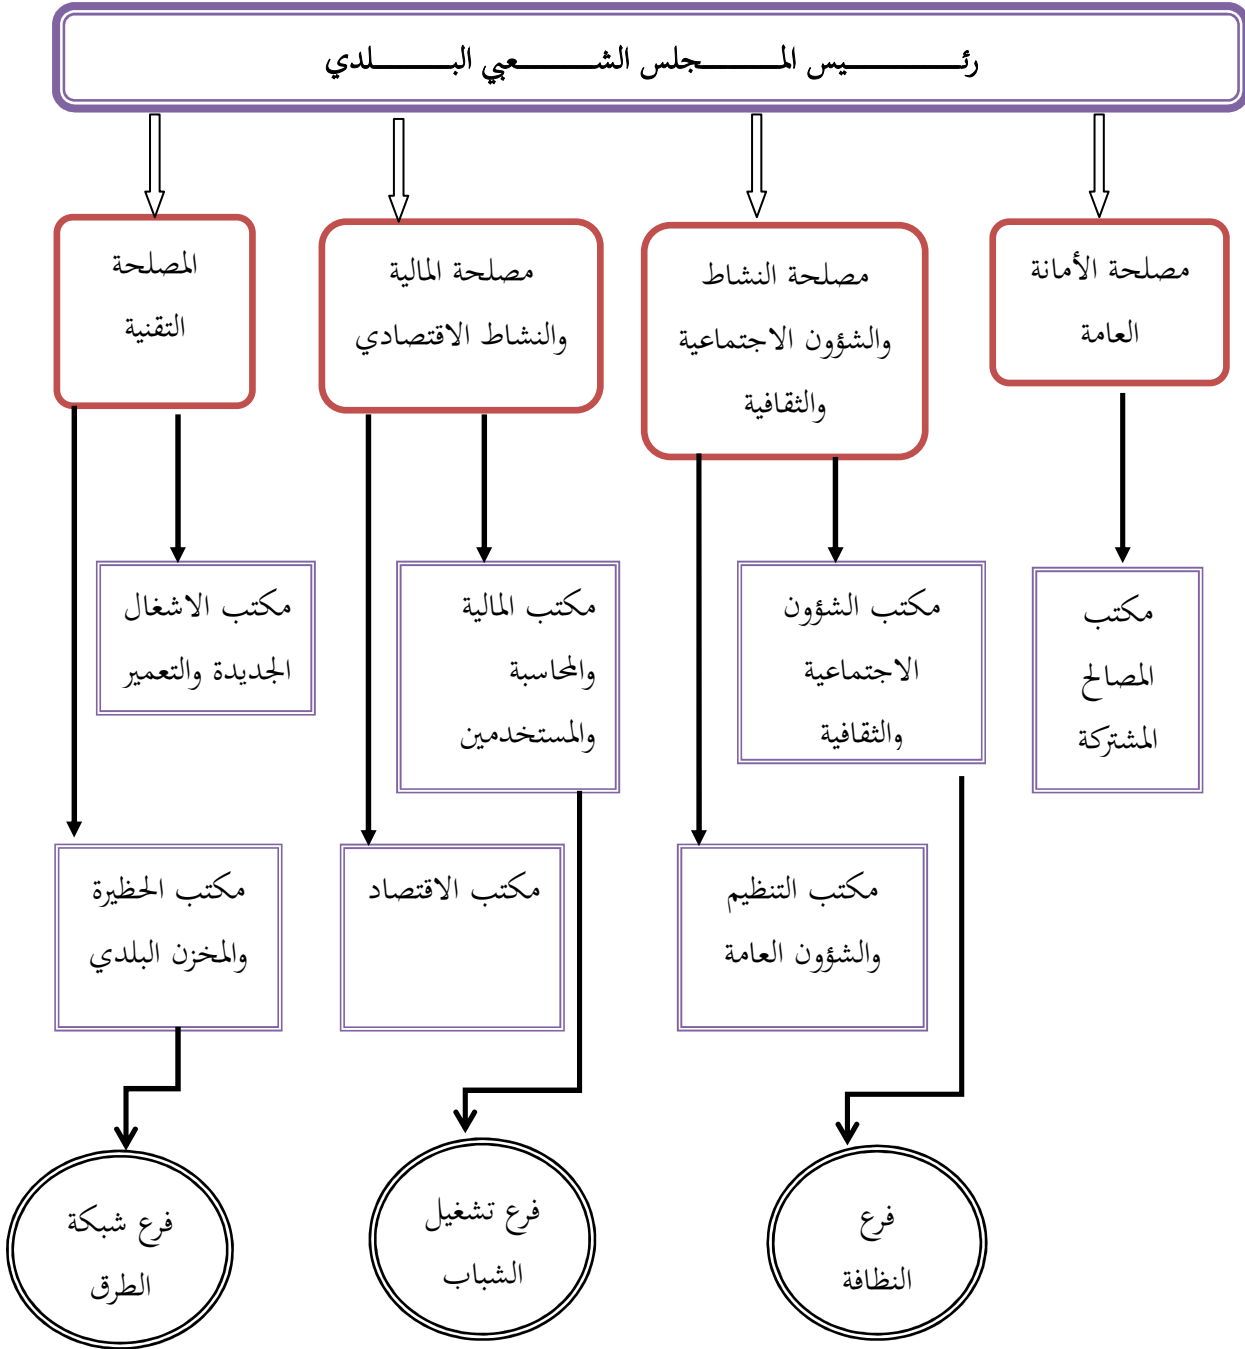 رئـــــــيس المـــــجلس الشـــــعبي البـــــلدي
مصلحة الأمانة
العامة
مصلحة النشاط
والشؤون الاجتماعية
والثقافية
مصلحة المالية
والنشاط الاقتصادي
المصلحة
التقنية
مكتب
المصالح
المشتركة
مكتب الشؤون
الاجتماعية
والثقافية
مكتب المالية
والمحاسبة
والمستخدمين
مكتب الاشغال
الجديدة والتعمير
مكتب التنظيم
والشؤون العامة
مكتب الاقتصاد
مكتب الحظيرة
والمخزن البلدي
فرع
النظافة
فرع تشغيل
الشباب
فرع شبكة
الطرق